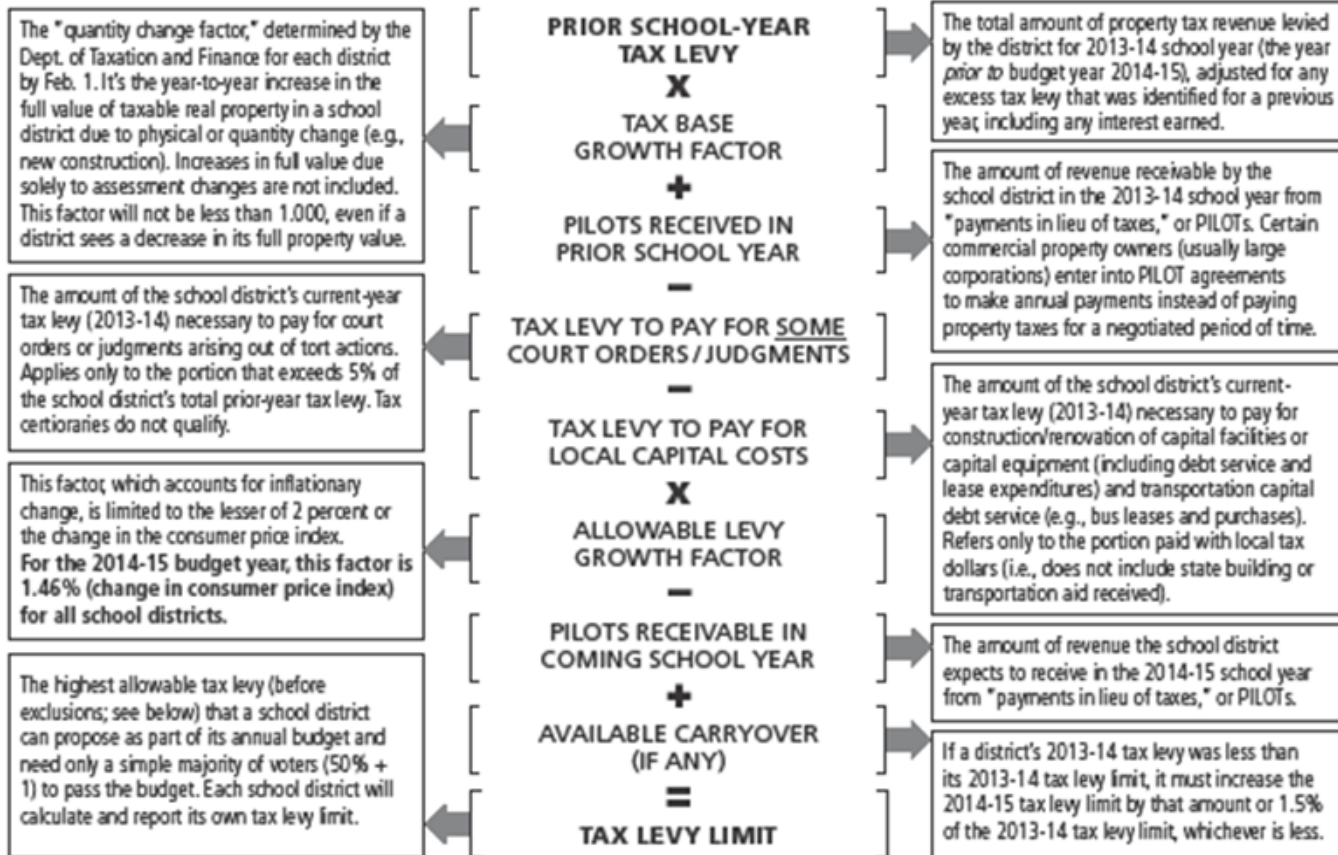 The "quantity change factor," determined by the
Dept. of Taxation and Finance for each district
by Feb. 1. It's the year-to-year increase in the
full value of taxable real property in a school
district due to physical or quantity change (e.g.,
new construction). Increases in full value due
solely to assessment changes are not included.
This factor will not be less than 1.000, even if a
district sees a decrease in its full property value.
The amount of the school district's current-year
tax levy (2013-14) necessary to pay for court
orders or judgments arising out of tort actions.
Applies only to the portion that exceeds 5% of
the school district's total prior-year tax levy. Tax
certioraries do not qualify.
This factor, which accounts for inflationary
change, is limited to the lesser of 2 percent or
the change in the consumer price index.
For the 2014-15 budget year, this factor is
1.46% (change in consumer price index)
for all school districts.
The highest allowable tax levy (before
exclusions; see below) that a school district
can propose as part of its annual budget and
need only a simple majority of voters (50% +
1) to pass the budget. Each school district will
calculate and report its own tax levy limit.
PRIOR SCHOOL-YEAR
TAX LEVY
X
TAX BASE
GROWTH FACTOR
+
PILOTS RECEIVED IN
PRIOR SCHOOL YEAR
–
TAX LEVY TO PAY FOR SOME
COURT ORDERS/JUDGMENTS
–
TAX LEVY TO PAY FOR
LOCAL CAPITAL COSTS
X
ALLOWABLE LEVY
GROWTH FACTOR
–
PILOTS RECEIVABLE IN
COMING SCHOOL YEAR
+
AVAILABLE CARRYOVER
(IF ANY)
=
TAX LEVY LIMIT
The total amount of property tax revenue levied
by the district for 2013-14 school year (the year
prior to budget year 2014-15), adjusted for any
excess tax levy that was identified for a previous
year, including any interest earned.
The amount of revenue receivable by the
school district in the 2013-14 school year from
"payments in lieu of taxes," or PILOTs. Certain
commercial property owners (usually large
corporations) enter into PILOT agreements
to make annual payments instead of paying
property taxes for a negotiated period of time.
The amount of the school district's current-
year tax levy (2013-14) necessary to pay for
construction/renovation of capital facilities or
capital equipment (including debt service and
lease expenditures) and transportation capital
debt service (e.g., bus leases and purchases).
Refers only to the portion paid with local tax
dollars (i.e., does not include state building or
transportation aid received).
The amount of revenue the school district
expects to receive in the 2014-15 school year
from "payments in lieu of taxes," or PILOTs.
If a district's 2013-14 tax levy was less than
its 2013-14 tax levy limit, it must increase the
2014-15 tax levy limit by that amount or 1.5%
of the 2013-14 tax levy limit, whichever is less.